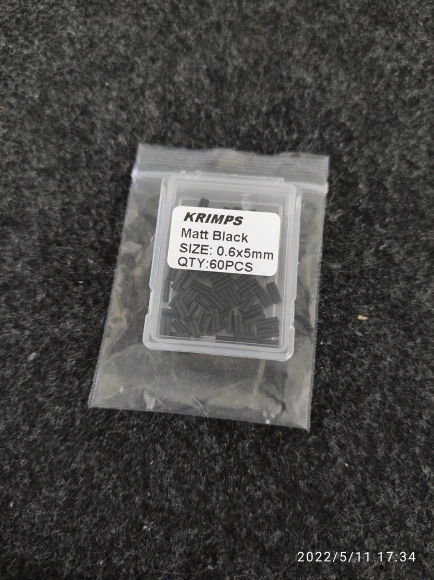 KRIMPS
Matt Black
SIZE: 0.6x5mm
QTY:60PCS
2022/5/11 17:34